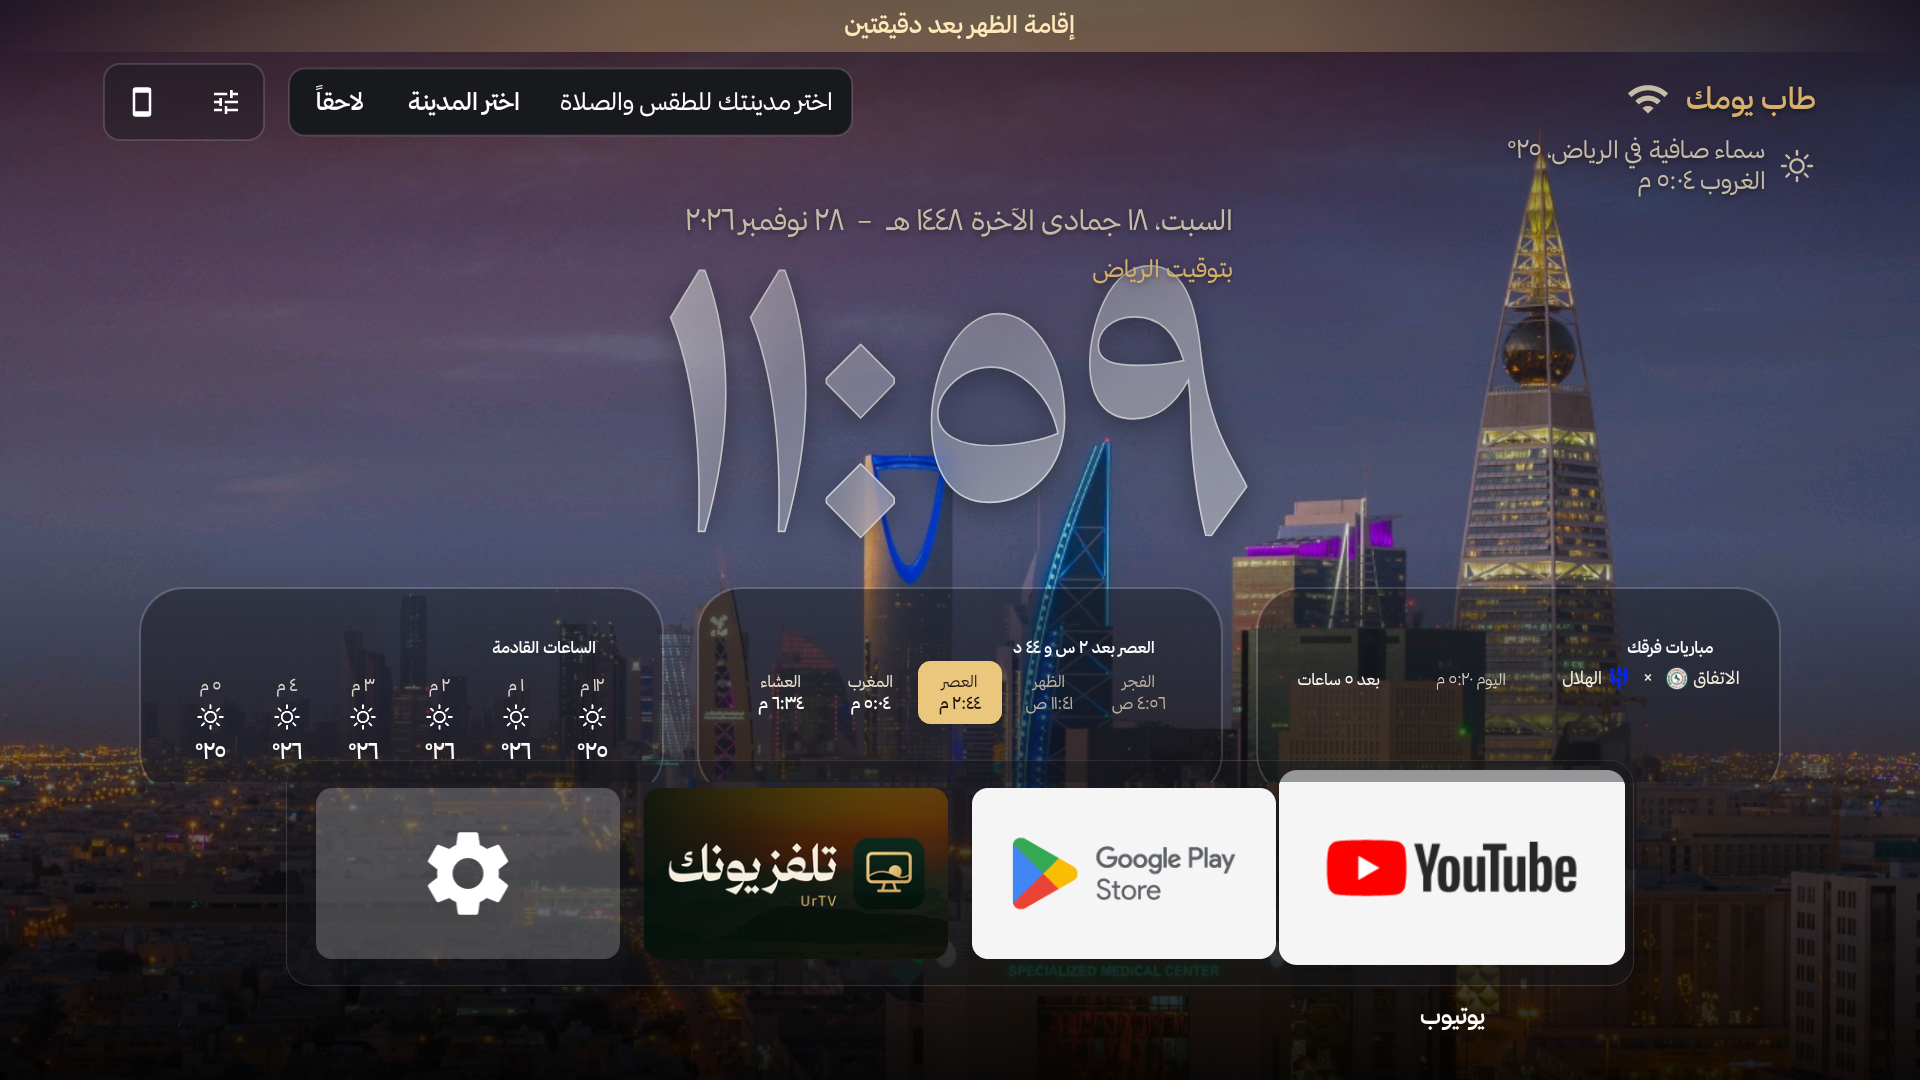 إقامة الظهر بعد دقيقتين
طاب يومك
اختر مدينتك للطقس والصلاة
اختر المدينة
لاحقاً
سماء صافية في الرياض، ٢٥°
الغروب ٥:٠٤ م
السبت، ١٨ جمادى الآخرة ١٤٤٨ هـ – ٢٨ نوفمبر ٢٠٢٦
بتوقيت الرياض
١١:٥٩
مباريات فرقك
الاتفاق × الهلال اليوم ٥:٢٠ م بعد ٥ ساعات
العصر بعد ٢ س و ٤٤ د
الفجر الظهر العصر المغرب العشاء
٤:٥٦ ص ١١:٤١ ص ٢:٤٤ م ٥:٠٤ م ٦:٣٤ م
الساعات القادمة
١٢ م ١ م ٢ م ٣ م ٤ م ٥ م
٢٥° ٢٦° ٢٦° ٢٦° ٢٦° ٢٥°
YouTube
Google Play
Store
تلفزيونك
UrTV
SPECIALIZED MEDICAL CENTER
يوتيوب